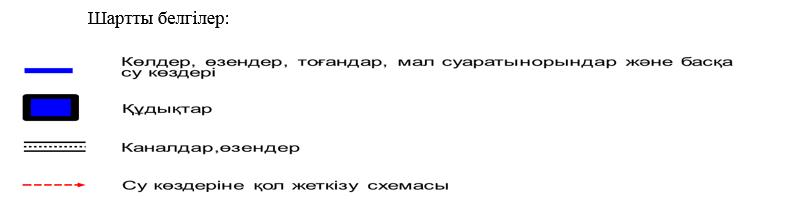 Шартты белгілер:
Көлдер, өзендер, тоғандар, мал суаратынорындар және басқа
су көздері
Құдықтар
Каналдар,өзендер
Су көздеріне қол жеткізу схемасы